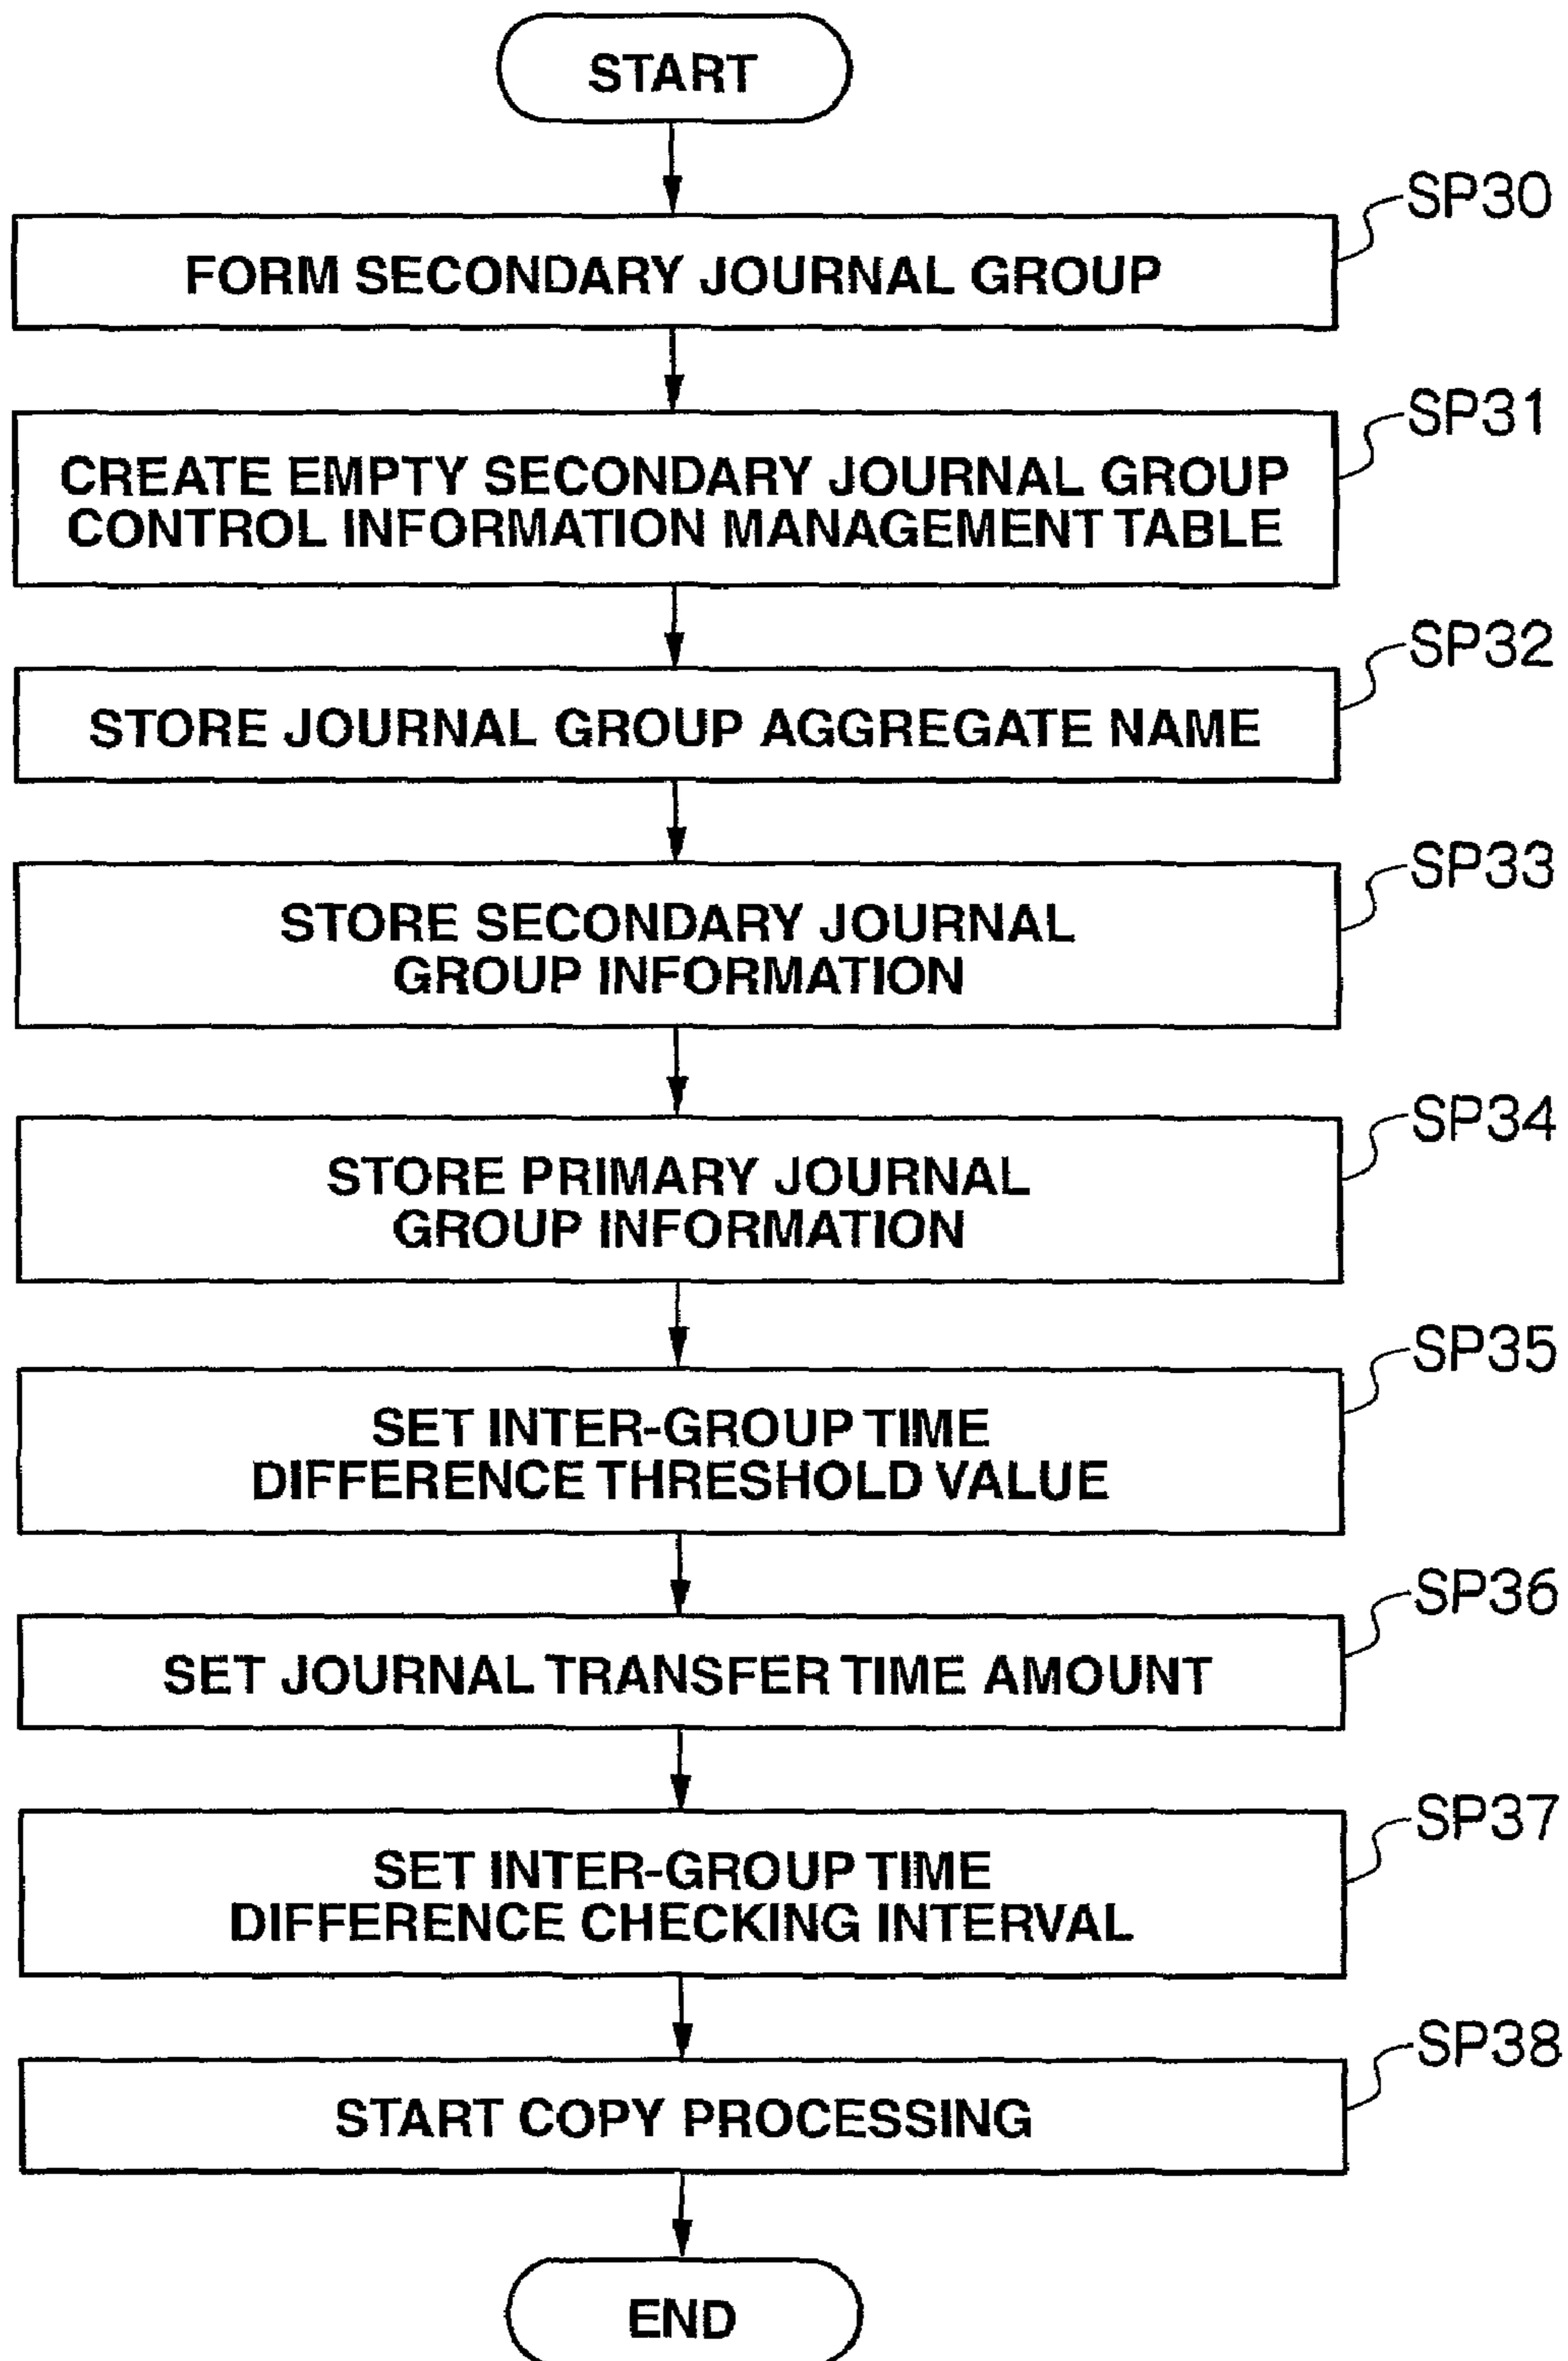 START
SP30
FORM SECONDARY JOURNAL GROUP
SP31
CREATE EMPTY SECONDARY JOURNAL GROUP
CONTROL INFORMATION MANAGEMENT TABLE
SP32
STORE JOURNAL GROUP AGGREGATE NAME
SP33
STORE SECONDARY JOURNAL
GROUP INFORMATION
SP34
STORE PRIMARY JOURNAL
GROUP INFORMATION
SP35
SET INTER-GROUP TIME
DIFFERENCE THRESHOLD VALUE
SP36
SET JOURNAL TRANSFER TIME AMOUNT
SP37
SET INTER-GROUP TIME
DIFFERENCE CHECKING INTERVAL
SP38
START COPY PROCESSING
END